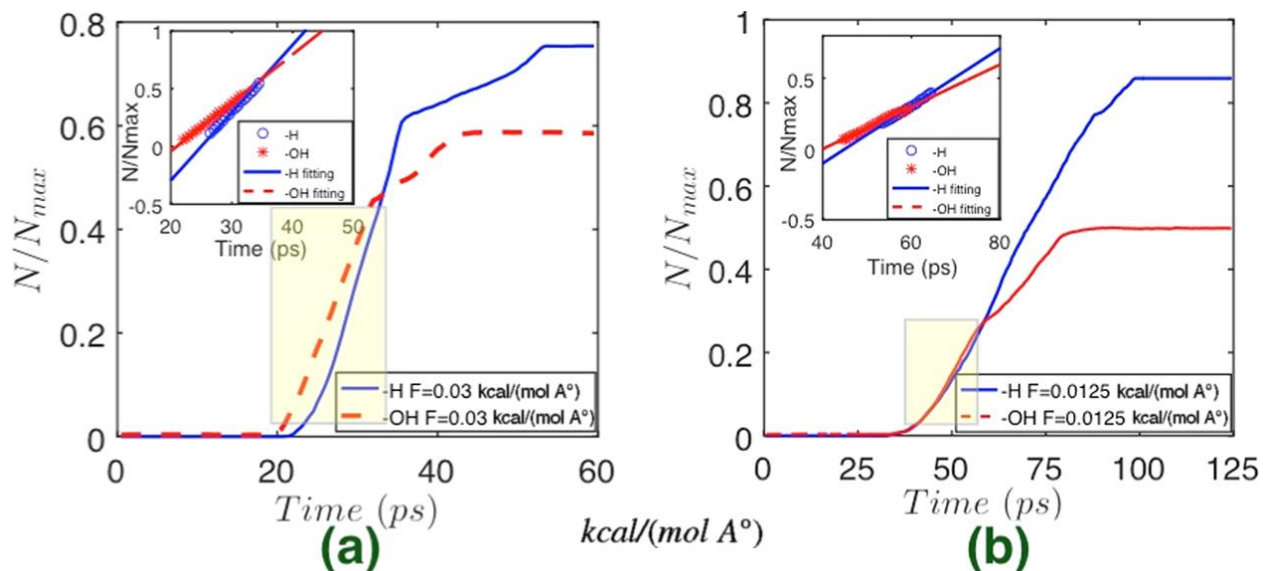 0.8
0.6
0.4
0.2
0
N/N_max
1
0.5
0
-0.5
N/Nmax
-H
-OH
-H fitting
-OH fitting
20 30 40 50
Time (ps)
-H F=0.03 kcal/(mol A°)
-OH F=0.03 kcal/(mol A°)
0 20 40 60
Time (ps)
(a)
kcal/(mol A°)
1
0.8
0.6
0.4
0.2
0
N/N_max
0.5
0
-0.5
N/Nmax
-H
-OH
-H fitting
-OH fitting
40 60 80
Time (ps)
-H F=0.0125 kcal/(mol A°)
-OH F=0.0125 kcal/(mol A°)
0 25 50 75 100 125
Time (ps)
(b)